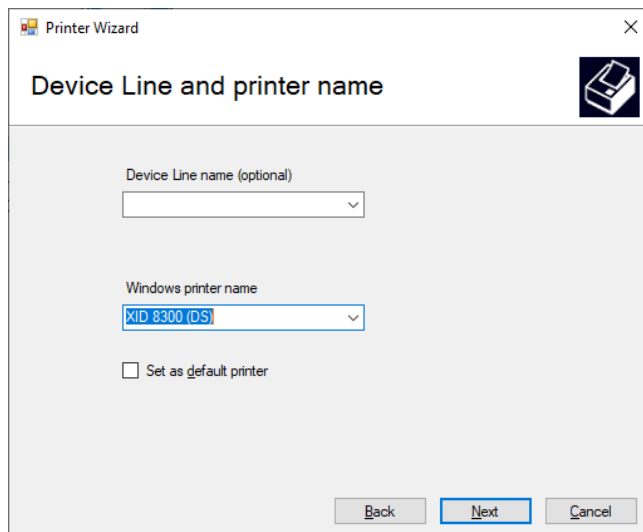 Printer Wizard
Device Line and printer name
Device Line name (optional)
Windows printer name
XID 8300 (DS)
Set as default printer
Back Next Cancel